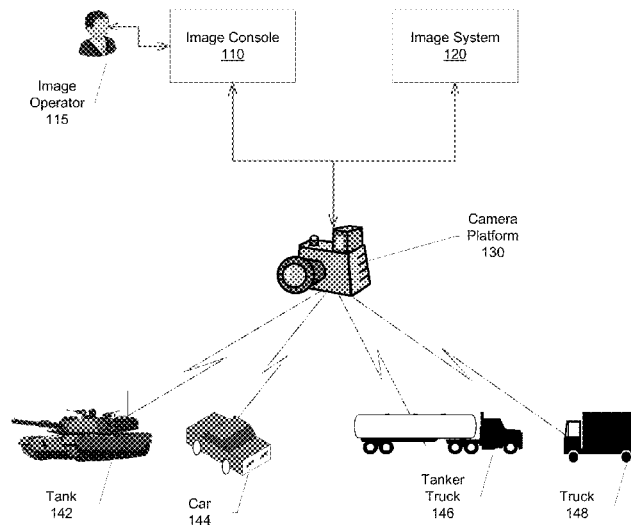 Image Console
110
Image System
120
Image
Operator
115
Camera
Platform
130
Tank
142
Car
144
Tanker
Truck
146
Truck
148